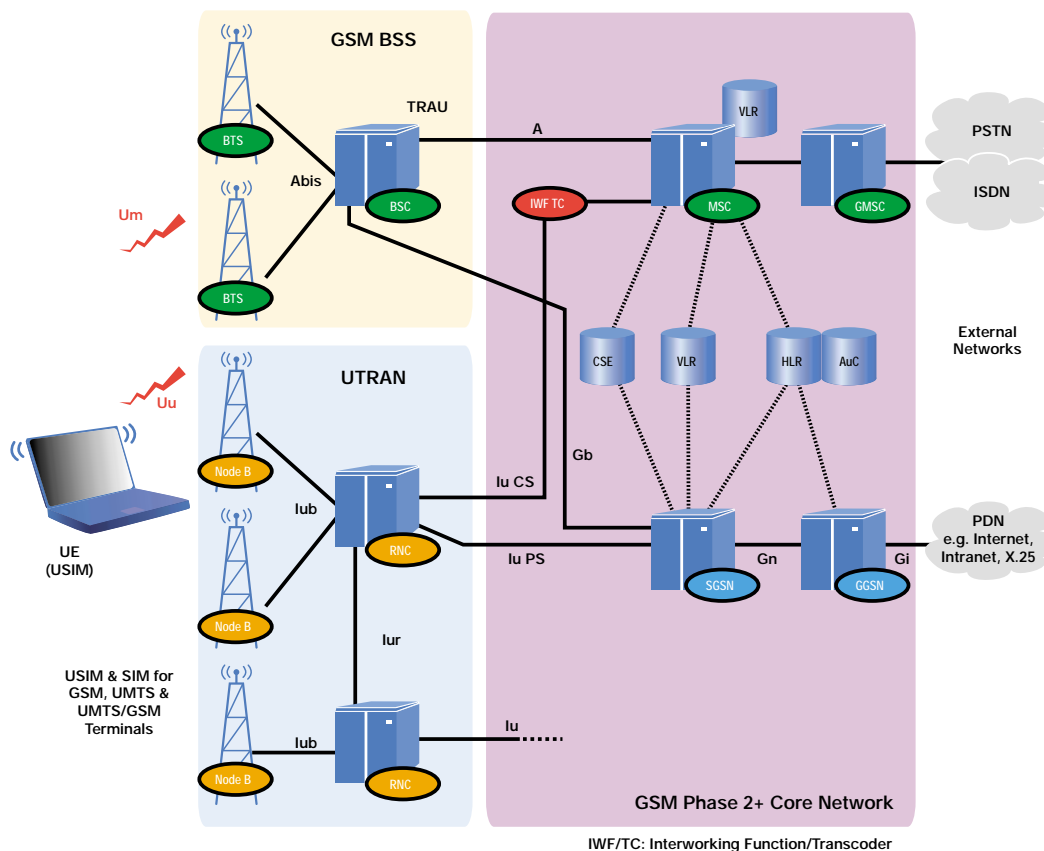 GSM BSS
TRAU
A
VLR
PSTN
BTS
Abis
BSC
IWF TC
MSC
GMSC
ISDN
Um
BTS
CSE
VLR
HLR
AuC
External
Networks
UTRAN
Uu
Node B
Iub
Iu CS
Gb
UE
(USIM)
RNC
Iu PS
Gn
Gi
PDN
e.g. Internet,
Intranet, X.25
SGSN
GGSN
Node B
Iur
USIM & SIM for
GSM, UMTS &
UMTS/GSM
Terminals
Iub
Iu
Node B
RNC
GSM Phase 2+ Core Network
IWF/TC: Interworking Function/Transcoder